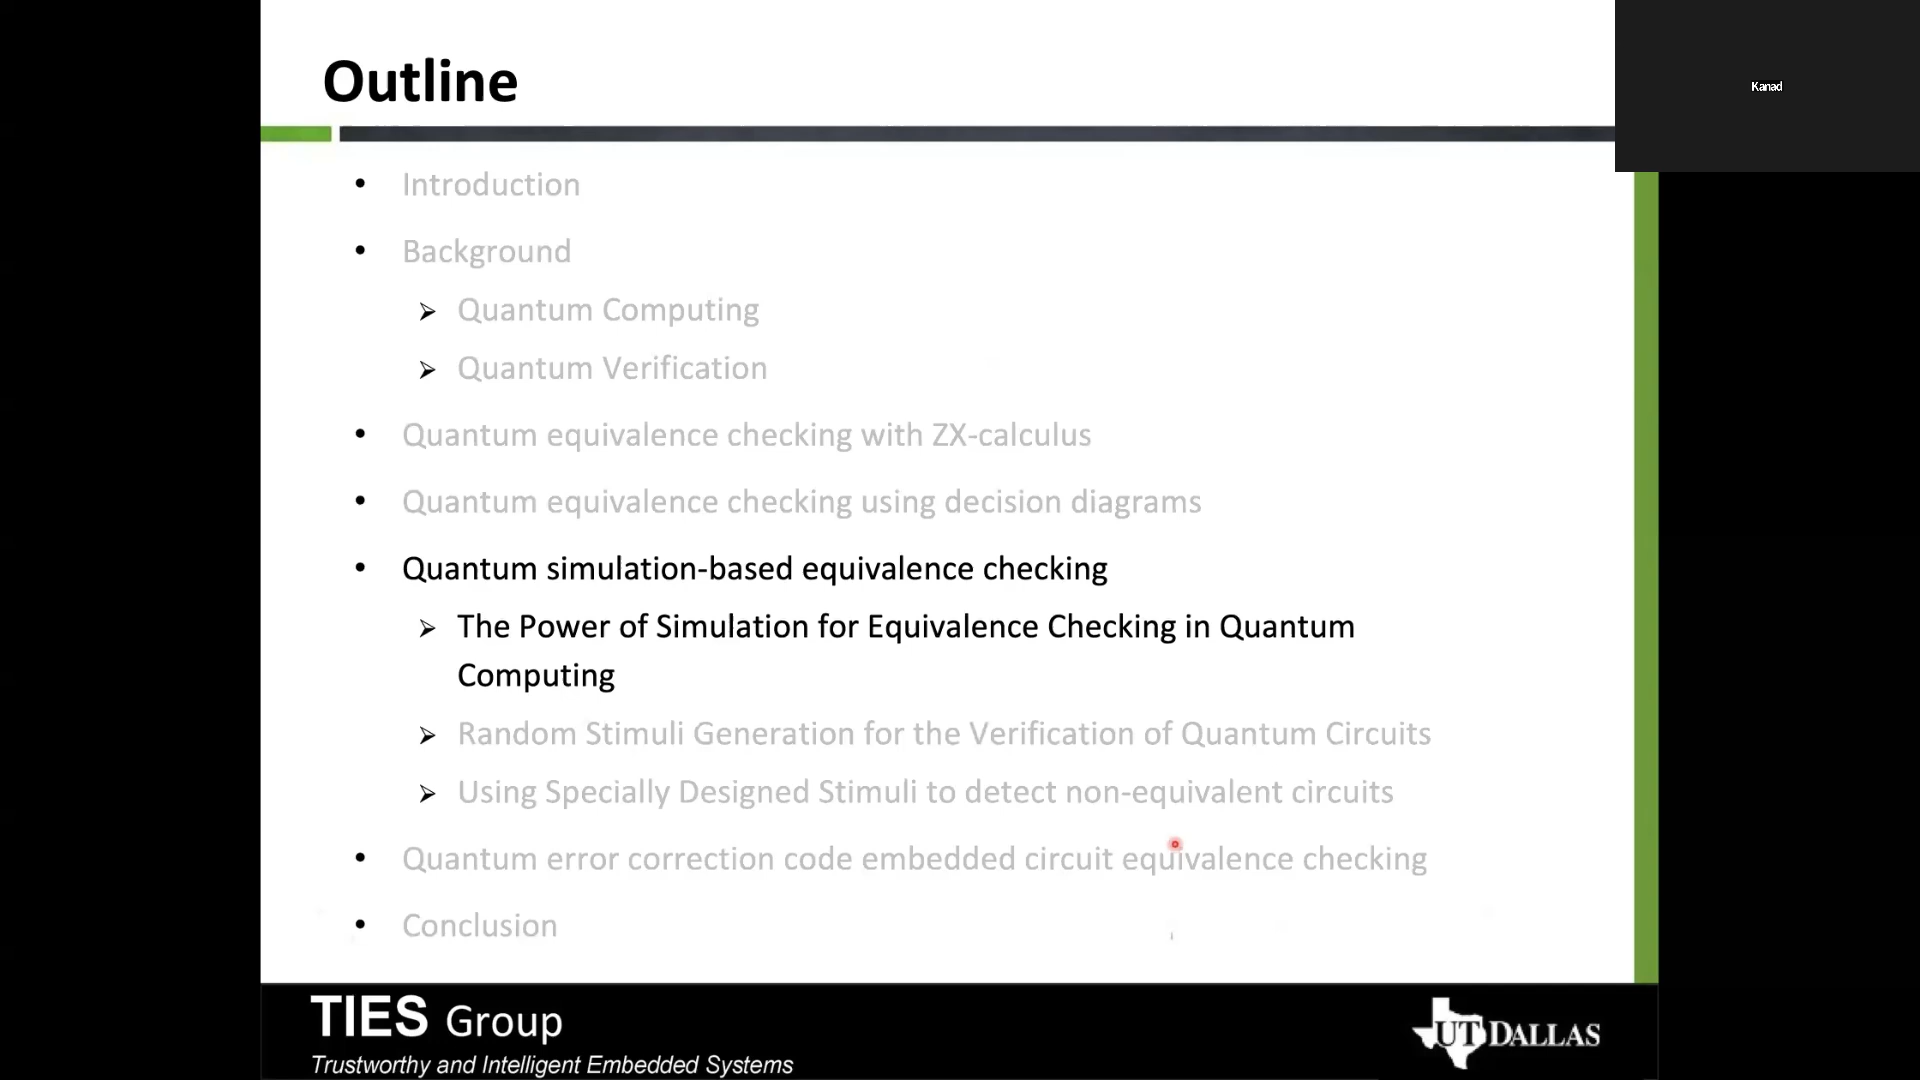 Outline
Kanad
• Introduction
• Background
➢ Quantum Computing
➢ Quantum Verification
• Quantum equivalence checking with ZX-calculus
• Quantum equivalence checking using decision diagrams
• Quantum simulation-based equivalence checking
➢ The Power of Simulation for Equivalence Checking in Quantum
Computing
➢ Random Stimuli Generation for the Verification of Quantum Circuits
➢ Using Specially Designed Stimuli to detect non-equivalent circuits
• Quantum error correction code embedded circuit equivalence checking
• Conclusion
TIES Group
Trustworthy and Intelligent Embedded Systems
UT DALLAS